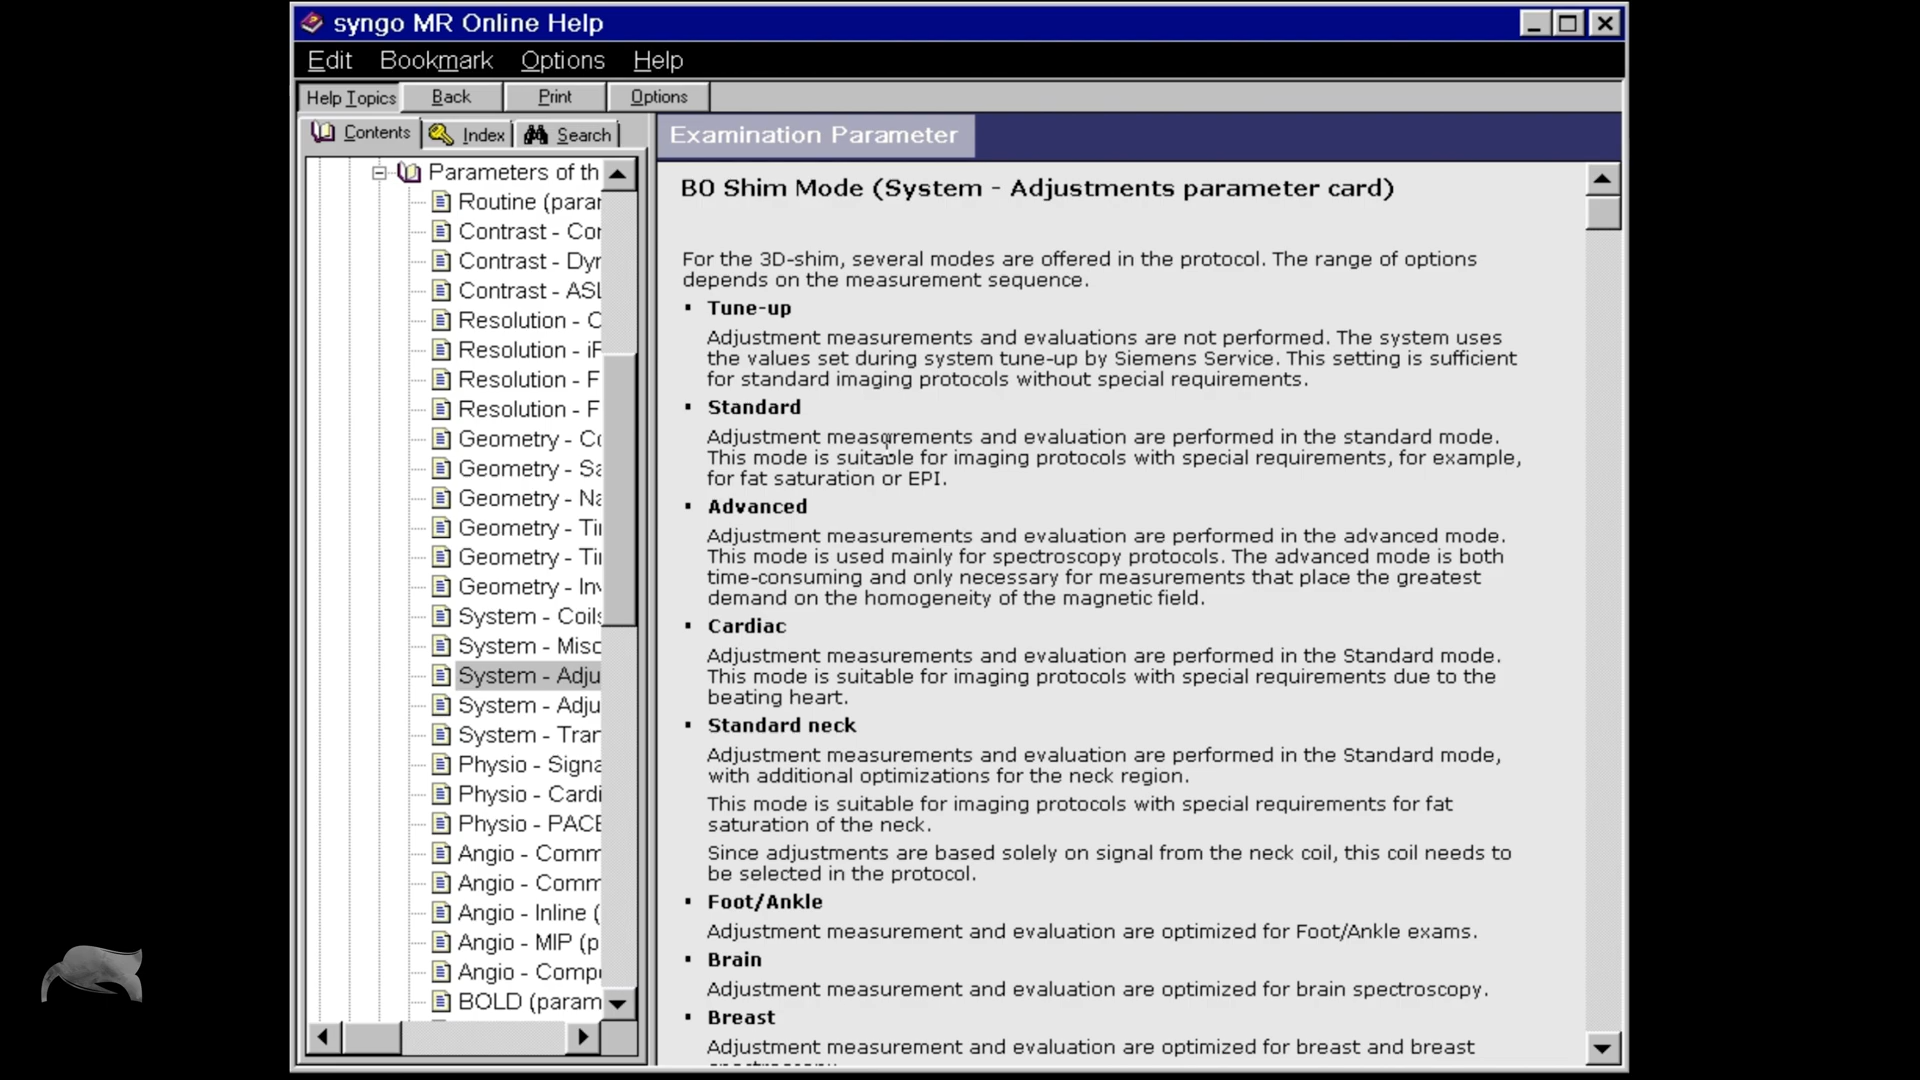 syngo MR Online Help
Edit Bookmark Options Help
Help Topics Back Print Options
Contents Index Search
Parameters of th
Routine (parar
Contrast - Cor
Contrast - Dyr
Contrast - ASL
Resolution - C
Resolution - iF
Resolution - F
Resolution - F
Geometry - Co
Geometry - Sa
Geometry - Na
Geometry - Tir
Geometry - Tir
Geometry - Inv
System - Coils
System - Misc
System - Adju
System - Adju
System - Tran
Physio - Signa
Physio - Cardi
Physio - PACE
Angio - Comm
Angio - Comm
Angio - Inline (
Angio - MIP (p
Angio - Compo
BOLD (param
Examination Parameter
B0 Shim Mode (System - Adjustments parameter card)
For the 3D-shim, several modes are offered in the protocol. The range of options
depends on the measurement sequence.
▪ Tune-up
Adjustment measurements and evaluations are not performed. The system uses
the values set during system tune-up by Siemens Service. This setting is sufficient
for standard imaging protocols without special requirements.
▪ Standard
Adjustment measurements and evaluation are performed in the standard mode.
This mode is suitable for imaging protocols with special requirements, for example,
for fat saturation or EPI.
▪ Advanced
Adjustment measurements and evaluation are performed in the advanced mode.
This mode is used mainly for spectroscopy protocols. The advanced mode is both
time-consuming and only necessary for measurements that place the greatest
demand on the homogeneity of the magnetic field.
▪ Cardiac
Adjustment measurements and evaluation are performed in the Standard mode.
This mode is suitable for imaging protocols with special requirements due to the
beating heart.
▪ Standard neck
Adjustment measurements and evaluation are performed in the Standard mode,
with additional optimizations for the neck region.
This mode is suitable for imaging protocols with special requirements for fat
saturation of the neck.
Since adjustments are based solely on signal from the neck coil, this coil needs to
be selected in the protocol.
▪ Foot/Ankle
Adjustment measurement and evaluation are optimized for Foot/Ankle exams.
▪ Brain
Adjustment measurement and evaluation are optimized for brain spectroscopy.
▪ Breast
Adjustment measurement and evaluation are optimized for breast and breast